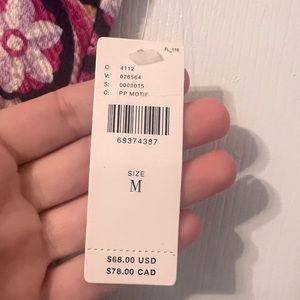 FL_116
C: 4112
V: 026564
S: 0000015
C: PP MOTIF
69374387
SIZE
M
$68.00 USD
$78.00 CAD